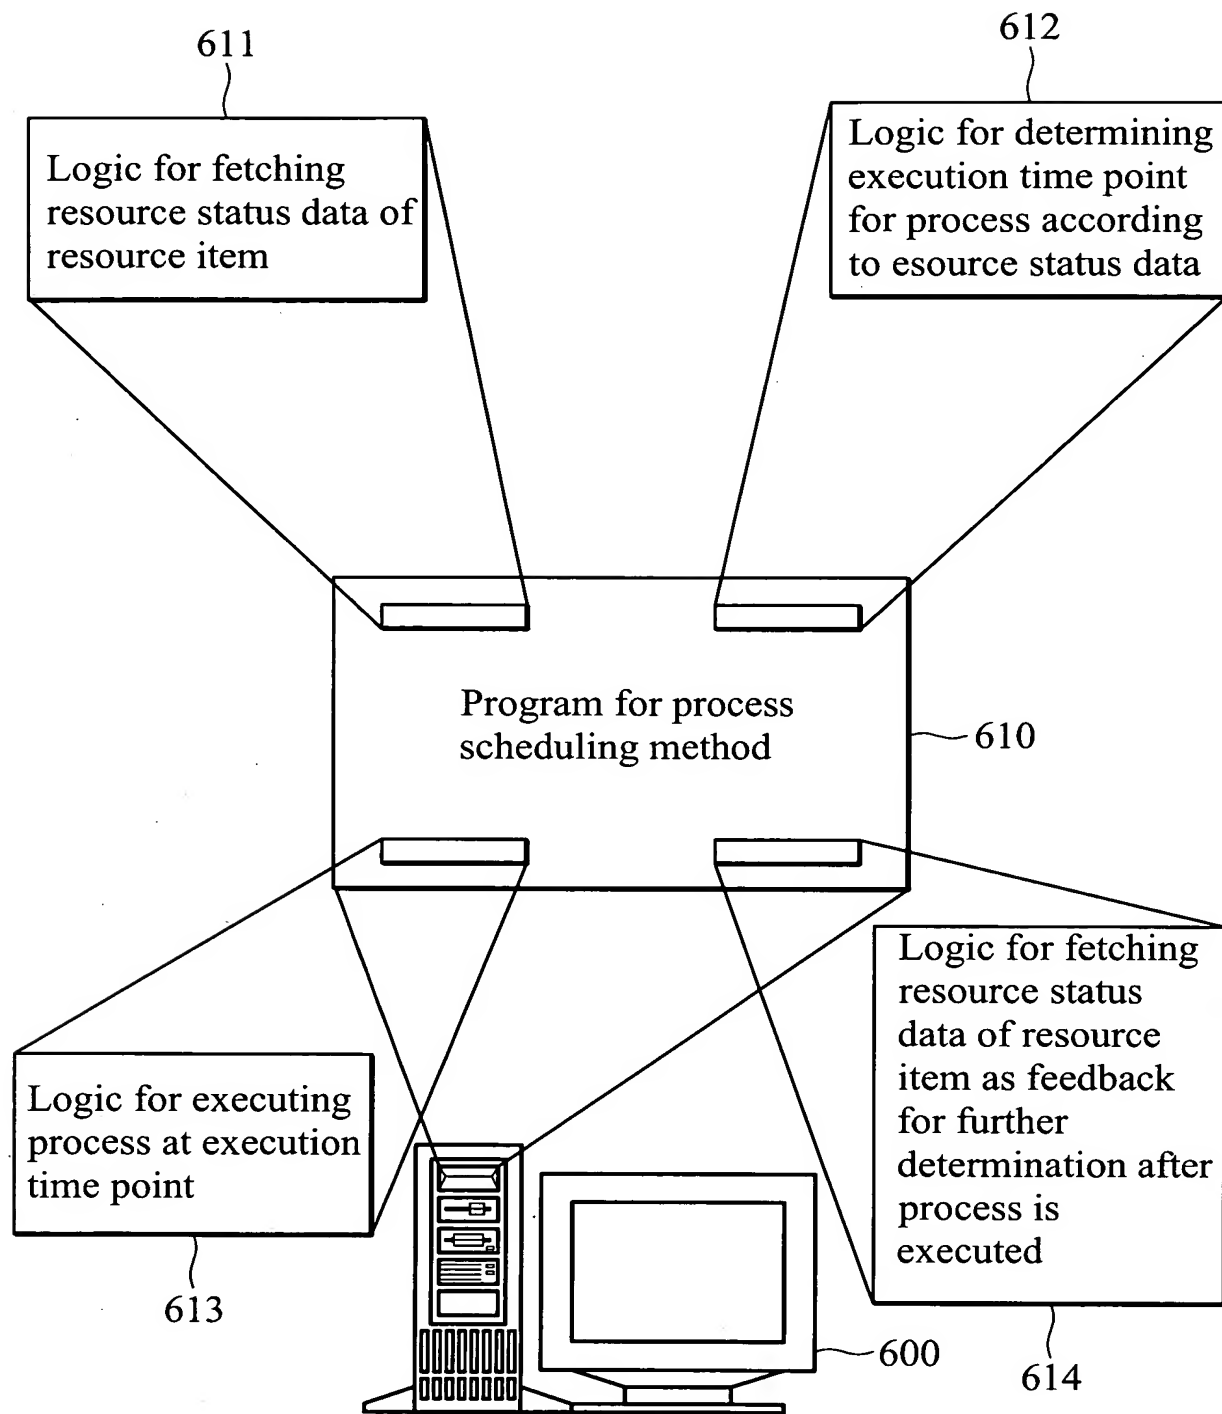 611
612
Logic for fetching
resource status data of
resource item
Logic for determining
execution time point
for process according
to esource status data
Program for process
scheduling method
610
Logic for executing
process at execution
time point
613
Logic for fetching
resource status
data of resource
item as feedback
for further
determination after
process is
executed
614
600